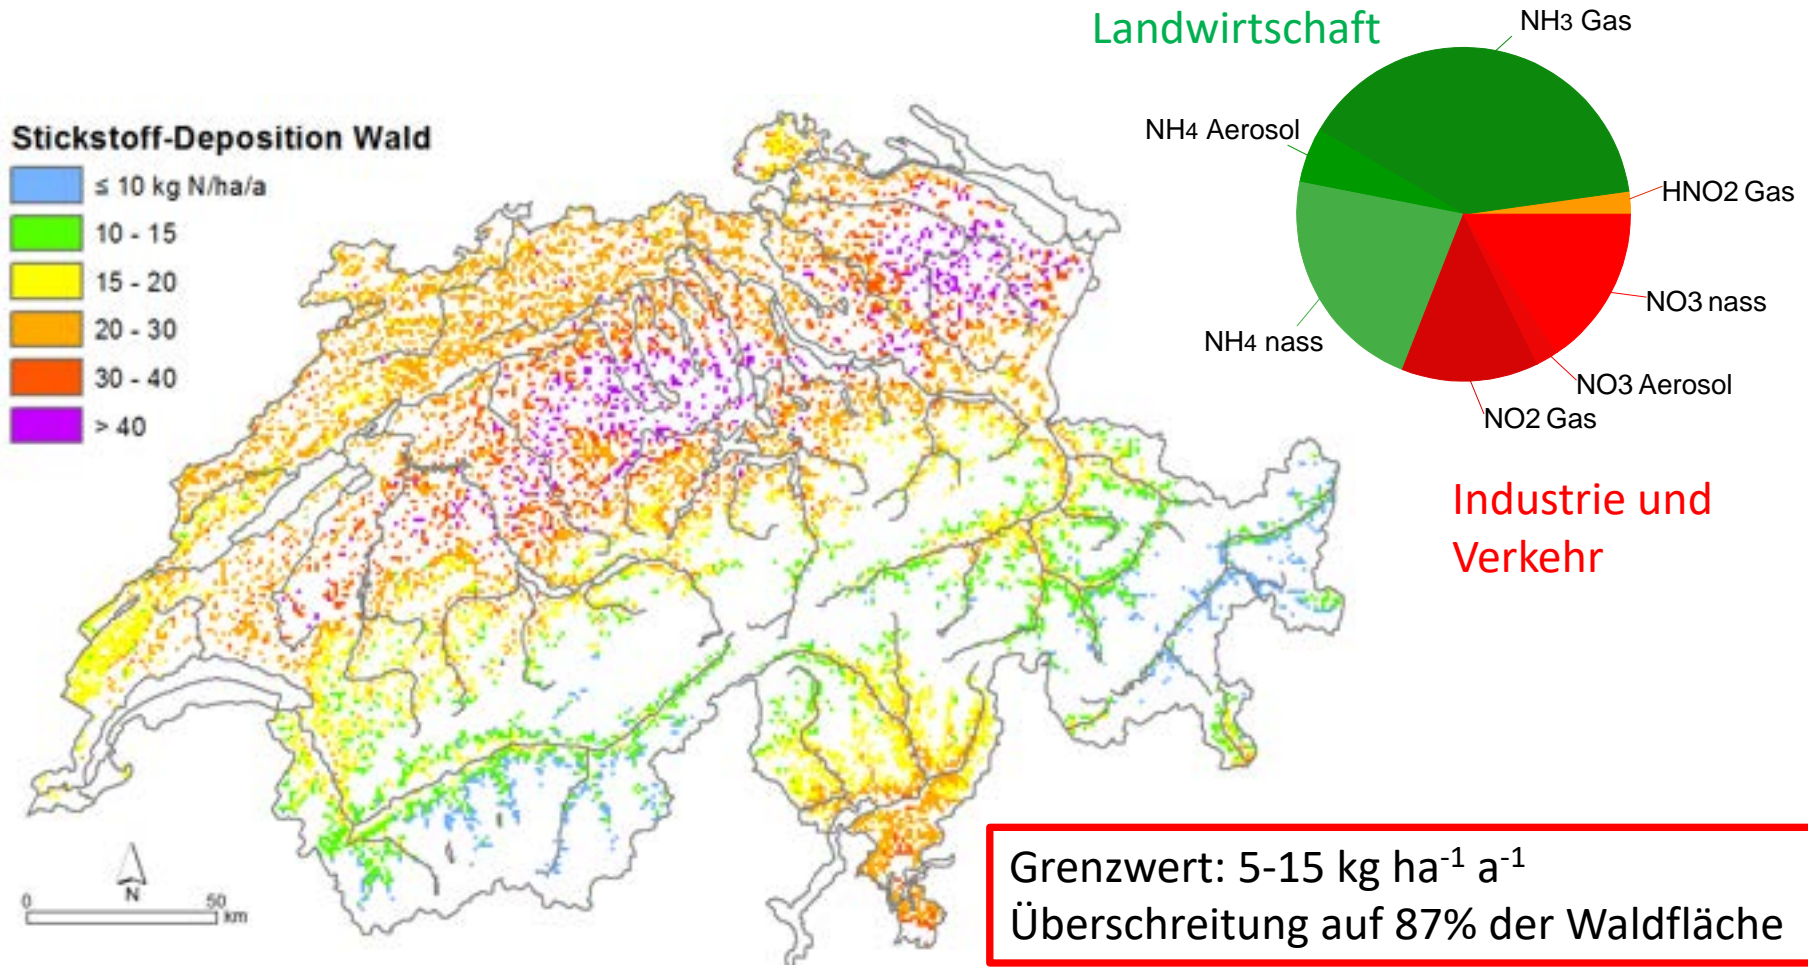 Landwirtschaft
NH3 Gas
NH4 Aerosol
HNO2 Gas
NO3 nass
NH4 nass
NO3 Aerosol
NO2 Gas
Industrie und
Verkehr
Stickstoff-Deposition Wald
≤ 10 kg N/ha/a
10 - 15
15 - 20
20 - 30
30 - 40
> 40
N
0 50
km
Grenzwert: 5-15 kg ha⁻¹ a⁻¹
Überschreitung auf 87% der Waldfläche